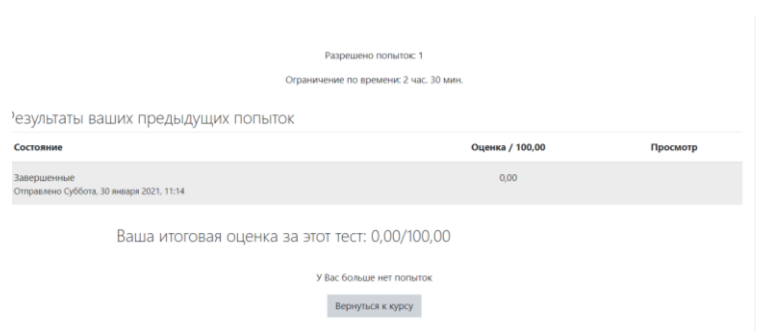 Разрешено попыток: 1
Ограничение по времени: 2 час. 30 мин.
Результаты ваших предыдущих попыток
Состояние Оценка / 100,00 Просмотр
Завершенные 0,00
Отправлено Суббота, 30 января 2021, 11:14
Ваша итоговая оценка за этот тест: 0,00/100,00
У Вас больше нет попыток
Вернуться к курсу